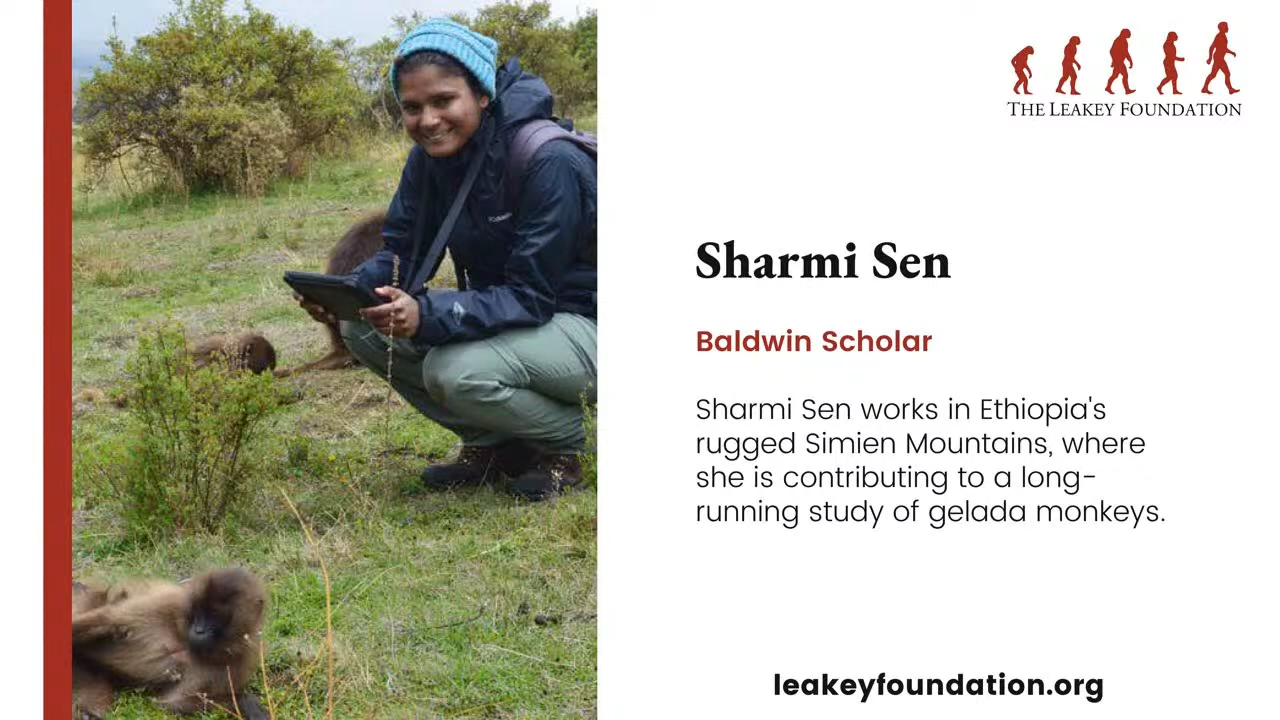 THE LEAKEY FOUNDATION
Sharmi Sen
Baldwin Scholar
Sharmi Sen works in Ethiopia's
rugged Simien Mountains, where
she is contributing to a long-
running study of gelada monkeys.
leakeyfoundation.org